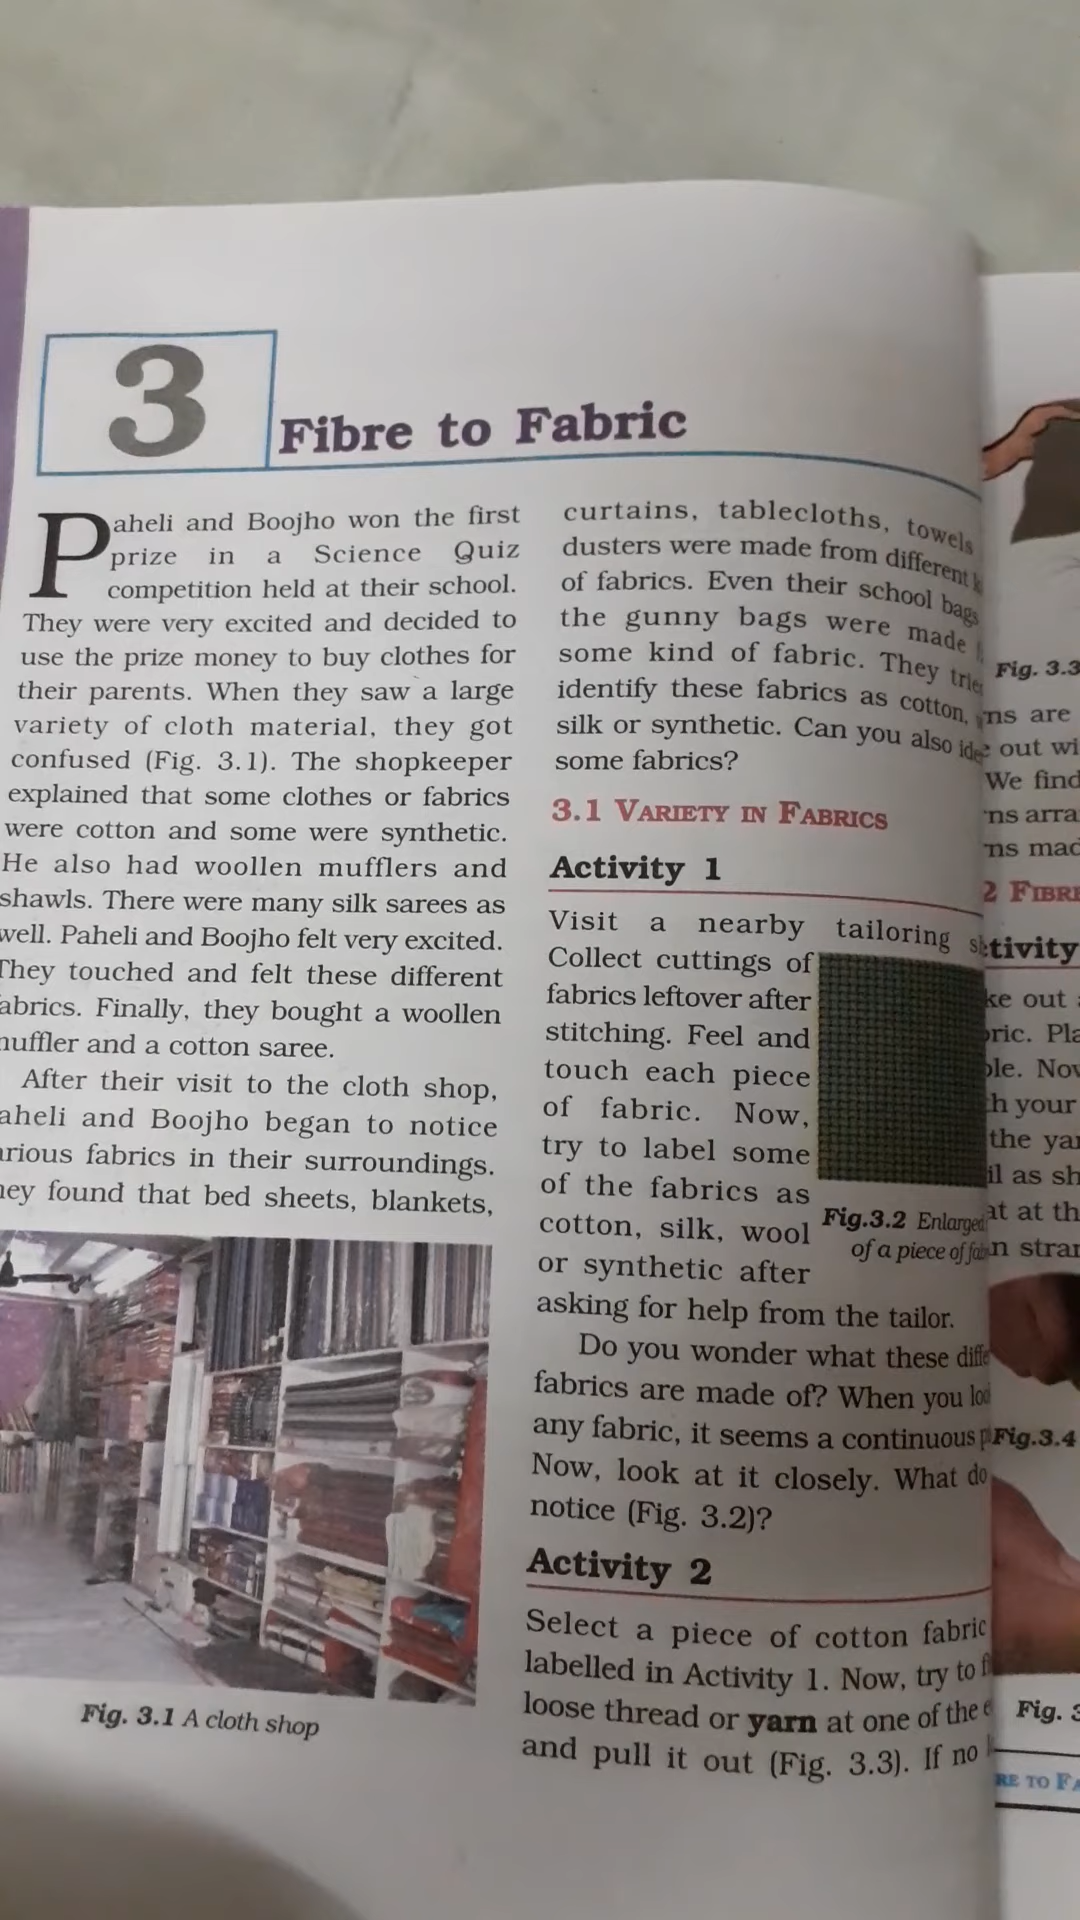 3
Fibre to Fabric
Paheli and Boojho won the first
prize in a Science Quiz
competition held at their school.
They were very excited and decided to
use the prize money to buy clothes for
their parents. When they saw a large
variety of cloth material, they got
confused (Fig. 3.1). The shopkeeper
explained that some clothes or fabrics
were cotton and some were synthetic.
He also had woollen mufflers and
shawls. There were many silk sarees as
well. Paheli and Boojho felt very excited.
They touched and felt these different
abrics. Finally, they bought a woollen
muffler and a cotton saree.
After their visit to the cloth shop,
aheli and Boojho began to notice
arious fabrics in their surroundings.
hey found that bed sheets, blankets,
Fig. 3.1 A cloth shop
curtains, tablecloths, towels
dusters were made from different
of fabrics. Even their school bags
the gunny bags were made
some kind of fabric. They tried
identify these fabrics as cotton,
silk or synthetic. Can you also
some fabrics?
3.1 VARIETY IN FABRICS
Activity 1
Visit a nearby tailoring
Collect cuttings of
fabrics leftover after
stitching. Feel and
touch each piece
of fabric. Now,
try to label some
of the fabrics as
cotton, silk, wool
or synthetic after
asking for help from the tailor.
Fig.3.2 Enlarged
of a piece of
Do you wonder what these
fabrics are made of? When you
any fabric, it seems a continuous
Now, look at it closely. What do
notice (Fig. 3.2)?
Activity 2
Select a piece of cotton fabric
labelled in Activity 1. Now, try to
loose thread or yarn at one of the
and pull it out (Fig. 3.3). If no
Fig. 3.3
ns are
out wi
We find
ns arra
ns mad
2 FIBRE
tivity
ke out
ric. Pla
ple. Nov
h your
the yar
il as sh
at at th
n stran
Fig.3.4
Fig. 3
RE TO FA